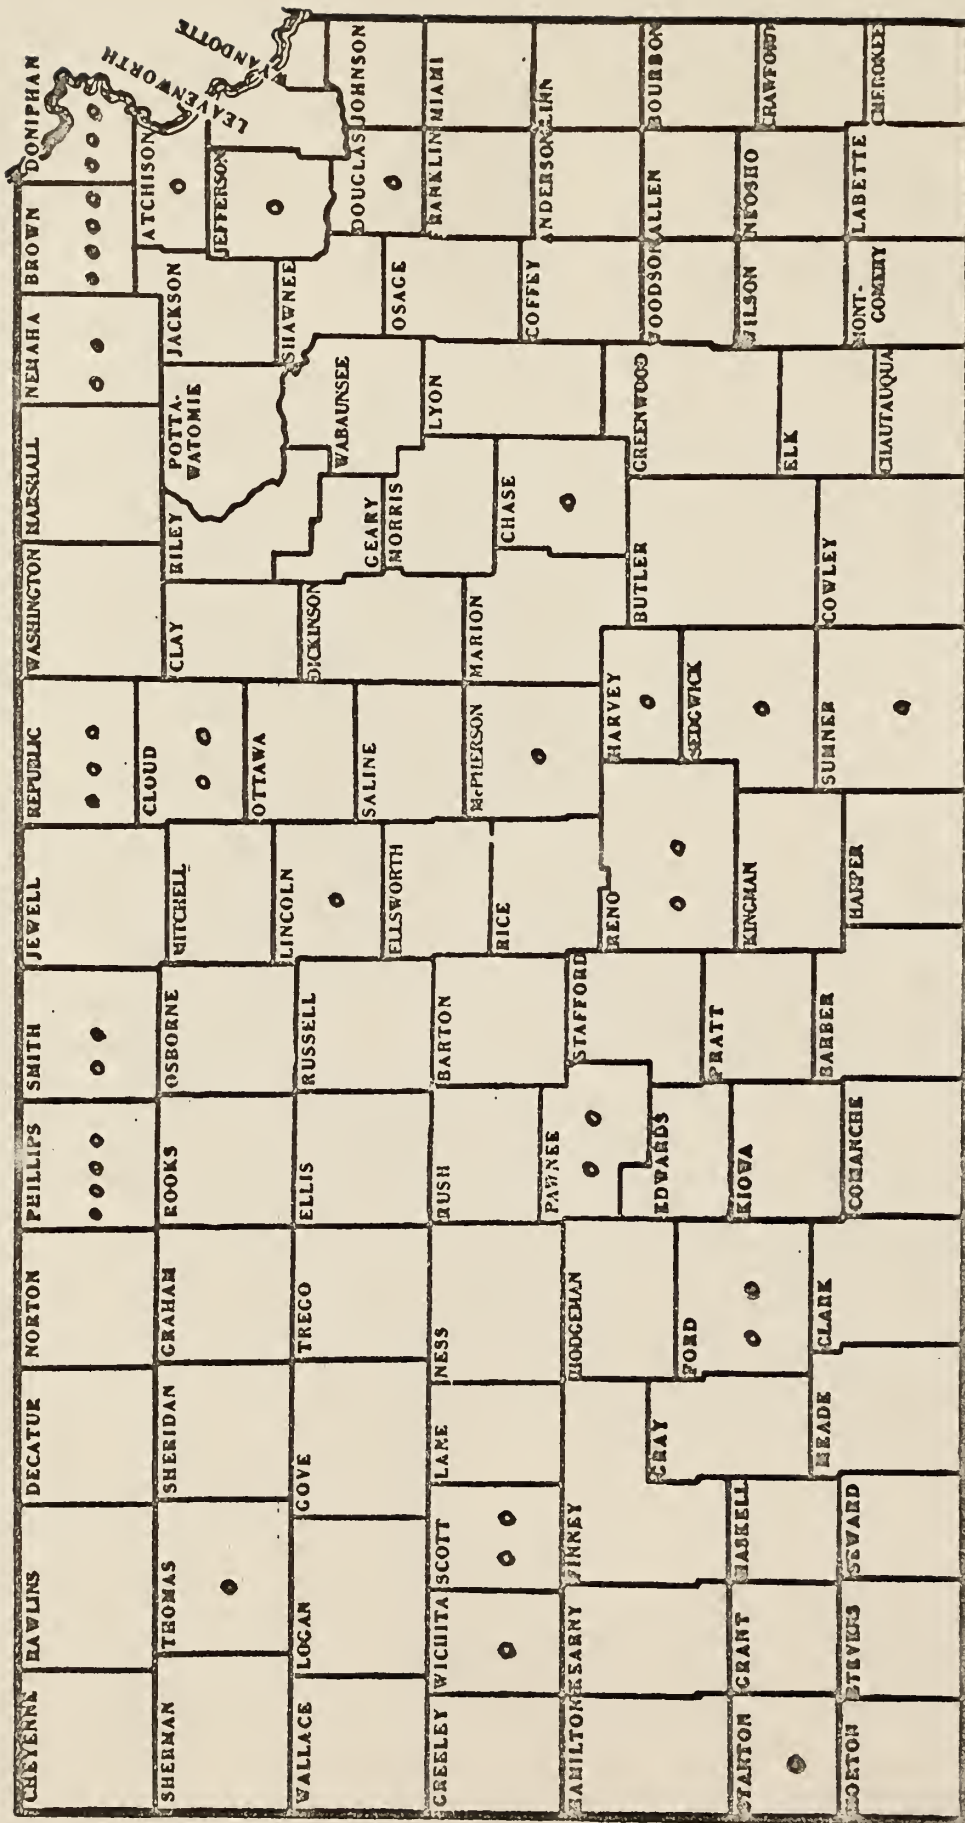 CHEYENNE
RAWLINS
DECATUR
NORTON
PHILLIPS
SMITH
JEWELL
REPUBLIC
WASHINGTON
MARSHALL
NEMAHA
BROWN
DONIPHAN
SHERMAN
THOMAS
SHERIDAN
GRAHAM
ROOKS
OSBORNE
MITCHELL
CLOUD
CLAY
RILEY
POTTA-
WATOMIE
JACKSON
ATCHISON
JEFFERSON
LEAVENWORTH
WYANDOTTE
WALLACE
LOGAN
GOVE
TREGO
ELLIS
RUSSELL
LINCOLN
OTTAWA
DICKINSON
GEARY
WABAUNSEE
SHAWNEE
DOUGLAS
JOHNSON
GREELEY
WICHITA
SCOTT
LANE
NESS
RUSH
BARTON
ELLSWORTH
SALINE
MORRIS
LYON
OSAGE
FRANKLIN
MIAMI
HAMILTON
KEARNY
FINNEY
HODGEMAN
PAWNEE
STAFFORD
RICE
McPHERSON
MARION
CHASE
COFFEY
ANDERSON
LINN
STANTON
GRANT
HASKELL
GRAY
FORD
EDWARDS
PRATT
RENO
HARVEY
SEDGWICK
BUTLER
GREENWOOD
WOODSON
ALLEN
BOURBON
KIOWA
KINGMAN
ELK
WILSON
NEOSHO
CRAWFORD
MORTON
STEVENS
SEWARD
MEADE
CLARK
COMANCHE
BARBER
HARPER
SUMNER
COWLEY
CHAUTAUQUA
MONT-
GOMERY
LABETTE
CHEROKEE